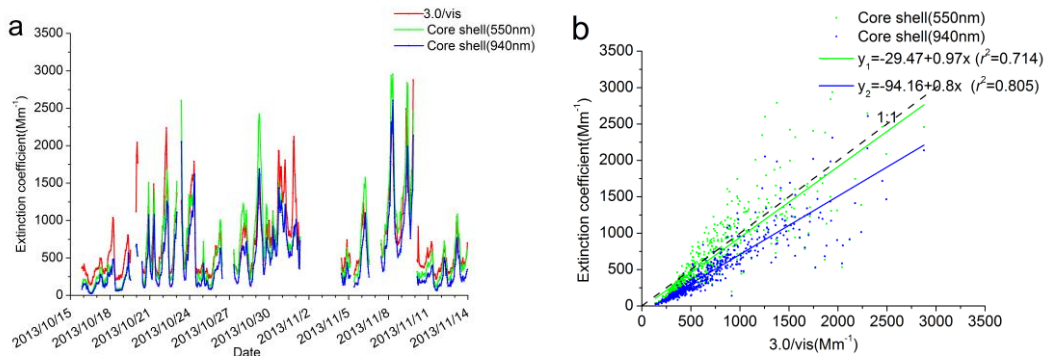 a
3.0/vis
Core shell(550nm)
Core shell(940nm)
Extinction coefficient(Mm⁻¹)
3500
3000
2500
2000
1500
1000
500
0
2013/10/15
2013/10/18
2013/10/21
2013/10/24
2013/10/27
2013/10/30
2013/11/2
2013/11/5
2013/11/8
2013/11/11
2013/11/14
Date
b
Core shell(550nm)
Core shell(940nm)
y₁=-29.47+0.97x (r²=0.714)
y₂=-94.16+0.8x (r²=0.805)
1:1
Extinction coefficient(Mm⁻¹)
3500
3000
2500
2000
1500
1000
500
0
0 500 1000 1500 2000 2500 3000 3500
3.0/vis(Mm⁻¹)